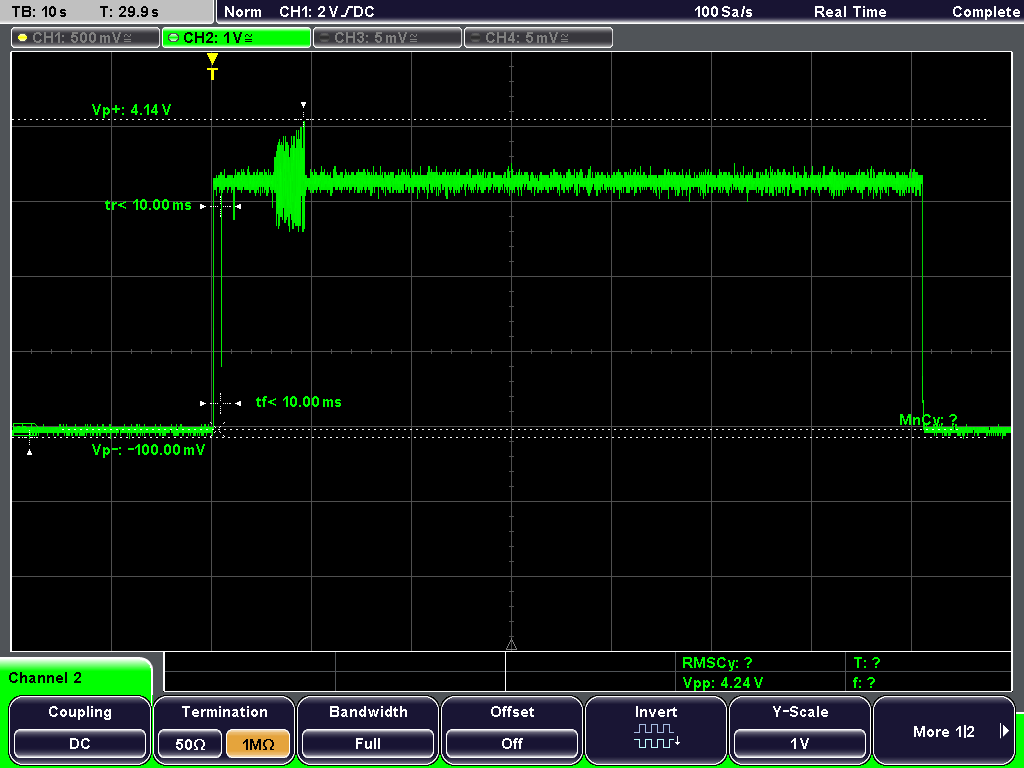 TB: 10 s T: 29.9 s Norm CH1: 2 V DC 100 Sa/s Real Time Complete
CH1: 500 mV≅ CH2: 1 V≅ CH3: 5 mV≅ CH4: 5 mV≅
T
Vp+: 4.14 V
tr< 10.00 ms
tf< 10.00 ms
MnCy: ?
Vp-: -100.00 mV
RMSCy: ? T: ?
Vpp: 4.24 V f: ?
Channel 2
Coupling Termination Bandwidth Offset Invert Y-Scale More 1|2
DC 50Ω 1MΩ Full Off 1 V